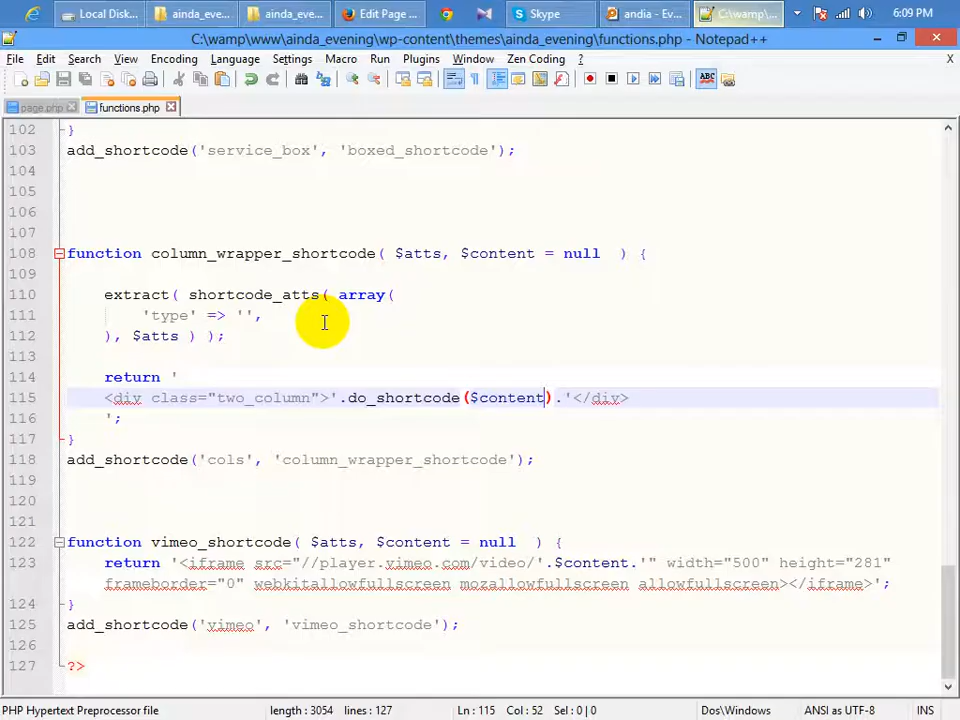 Local Disk...
ainda_eve...
ainda_eve...
Edit Page ...
Skype
andia - Ev...
C:\wamp\...
6:09 PM
C:\wamp\www\ainda_evening\wp-content\themes\ainda_evening\functions.php - Notepad++
File Edit Search View Encoding Language Settings Macro Run Plugins Window Zen Coding ? X
page.php functions.php
102 }
103 add_shortcode('service_box', 'boxed_shortcode');
104
105
106
107
108 function column_wrapper_shortcode( $atts, $content = null ) {
109
110 extract( shortcode_atts( array(
111 'type' => '',
112 ), $atts ) );
113
114 return '
115 <div class="two_column">'.do_shortcode($content).'</div>
116 ';
117 }
118 add_shortcode('cols', 'column_wrapper_shortcode');
119
120
121
122 function vimeo_shortcode( $atts, $content = null ) {
123 return '<iframe src="//player.vimeo.com/video/'.$content.'" width="500" height="281"
frameborder="0" webkitallowfullscreen mozallowfullscreen allowfullscreen></iframe>';
124 }
125 add_shortcode('vimeo', 'vimeo_shortcode');
126
127 ?>
PHP Hypertext Preprocessor file length : 3054 lines : 127 Ln : 115 Col : 52 Sel : 0 | 0 Dos\Windows ANSI as UTF-8 INS